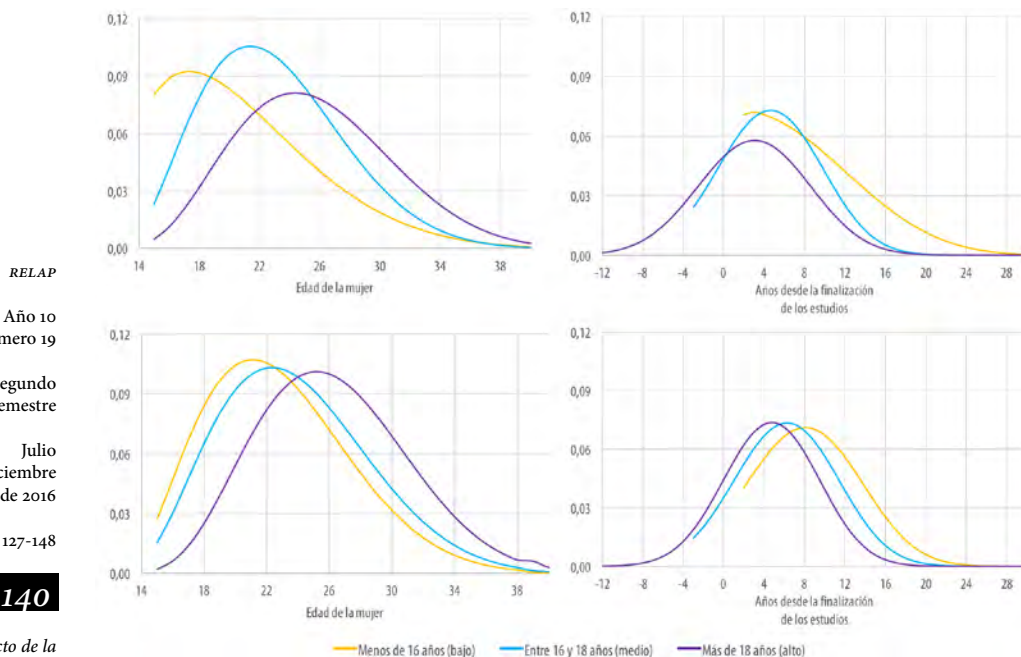 RELAP
Año 10
mero 19
egundo
emestre
Julio
ciembre
de 2016
127-148
140
cto de la
0,12
0,09
0,06
0,03
0,00
14 18 22 26 30 34 38
Edad de la mujer
0,12
0,09
0,06
0,03
0,00
-12 -8 -4 0 4 8 12 16 20 24 28
Años desde la finalización
de los estudios
0,12
0,09
0,06
0,03
0,00
14 18 22 26 30 34 38
Edad de la mujer
0,12
0,09
0,06
0,03
0,00
-12 -8 -4 0 4 8 12 16 20 24 28
Años desde la finalización
de los estudios
Menos de 16 años (bajo) Entre 16 y 18 años (medio) Más de 18 años (alto)